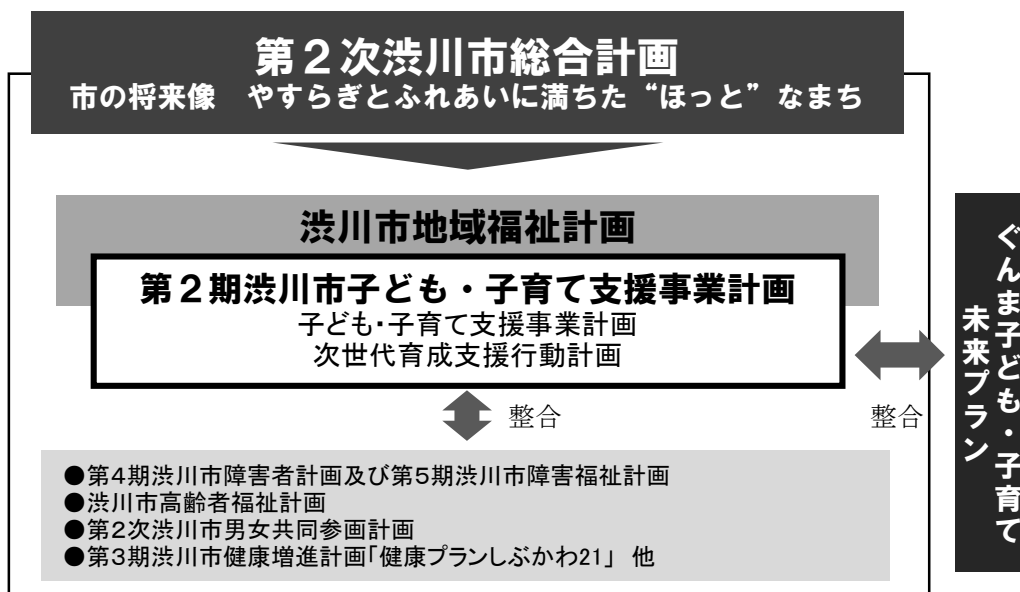 第２次渋川市総合計画
市の将来像　やすらぎとふれあいに満ちた“ほっと”なまち
渋川市地域福祉計画
第２期渋川市子ども・子育て支援事業計画
子ども・子育て支援事業計画
次世代育成支援行動計画
整合
整合
●第4期渋川市障害者計画及び第5期渋川市障害福祉計画
●渋川市高齢者福祉計画
●第2次渋川市男女共同参画計画
●第3期渋川市健康増進計画「健康プランしぶかわ21」 他
ぐんま子ども・子育て
未来プラン